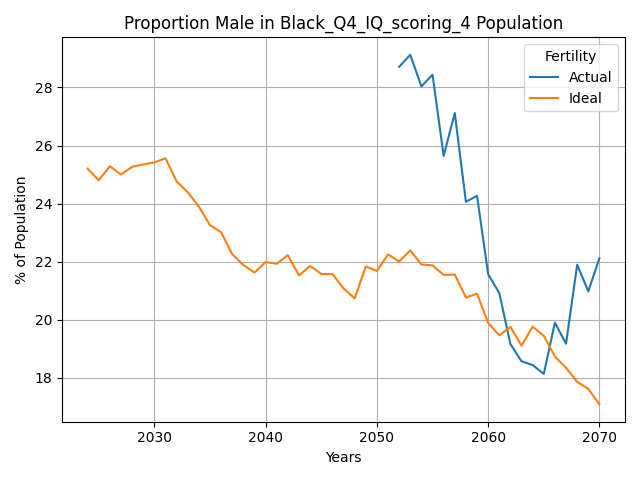 Proportion Male in Black_Q4_IQ_scoring_4 Population
Fertility
Actual
Ideal
% of Population
28
26
24
22
20
18
2030
2040
2050
2060
2070
Years